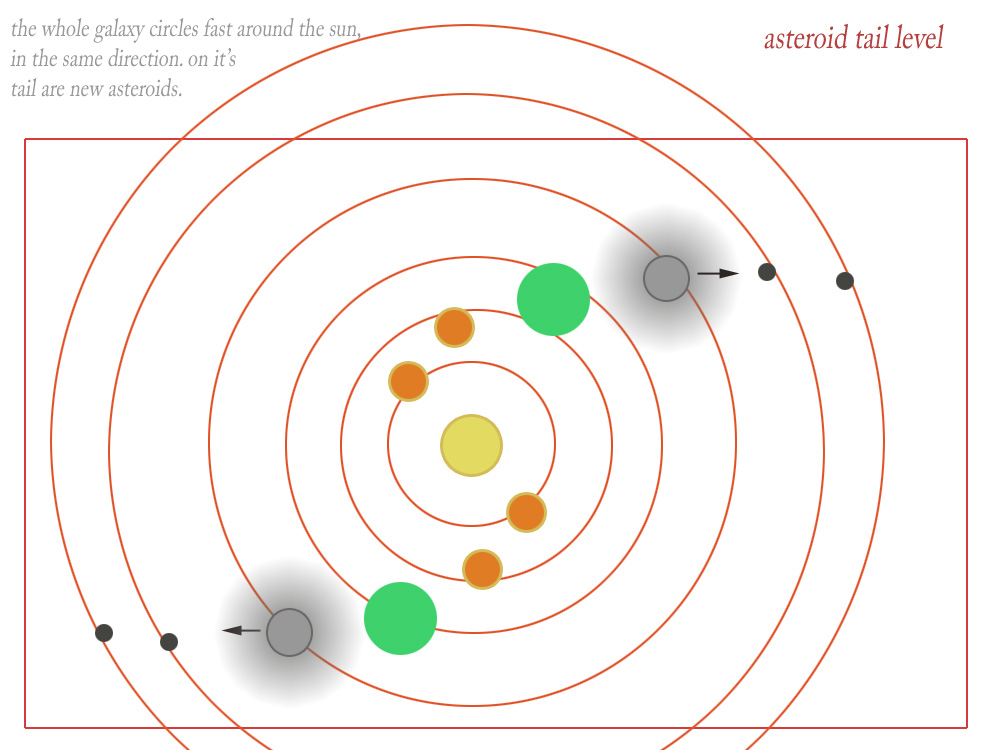 the whole galaxy circles fast around the sun,
in the same direction. on it's
tail are new asteroids.
asteroid tail level